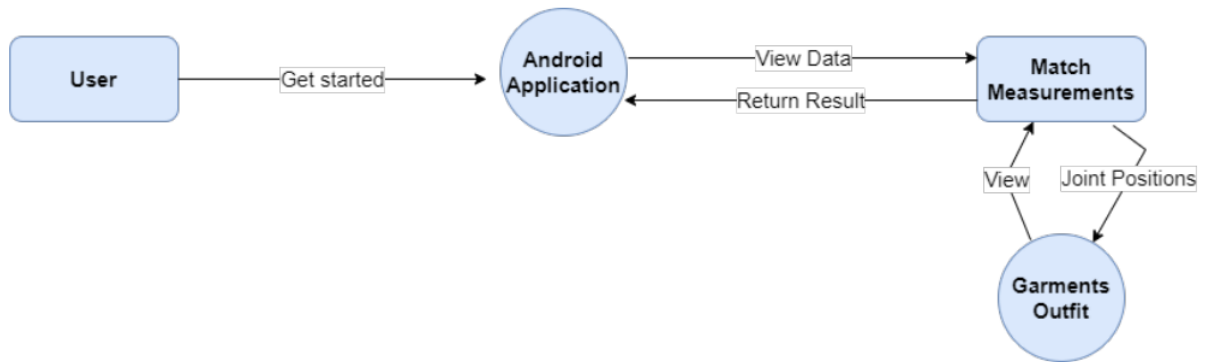 User
Get started
Android
Application
View Data
Return Result
Match
Measurements
View
Joint Positions
Garments
Outfit